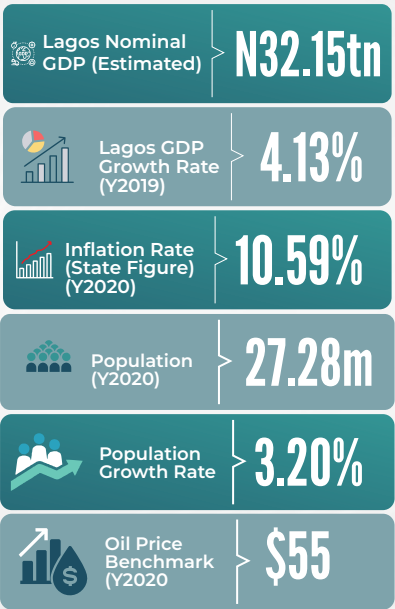 Lagos Nominal
GDP (Estimated)
N32.15tn
Lagos GDP
Growth Rate
(Y2019)
4.13%
Inflation Rate
(State Figure)
(Y2020)
10.59%
Population
(Y2020)
27.28m
Population
Growth Rate
3.20%
Oil Price
Benchmark
(Y2020
$55
$